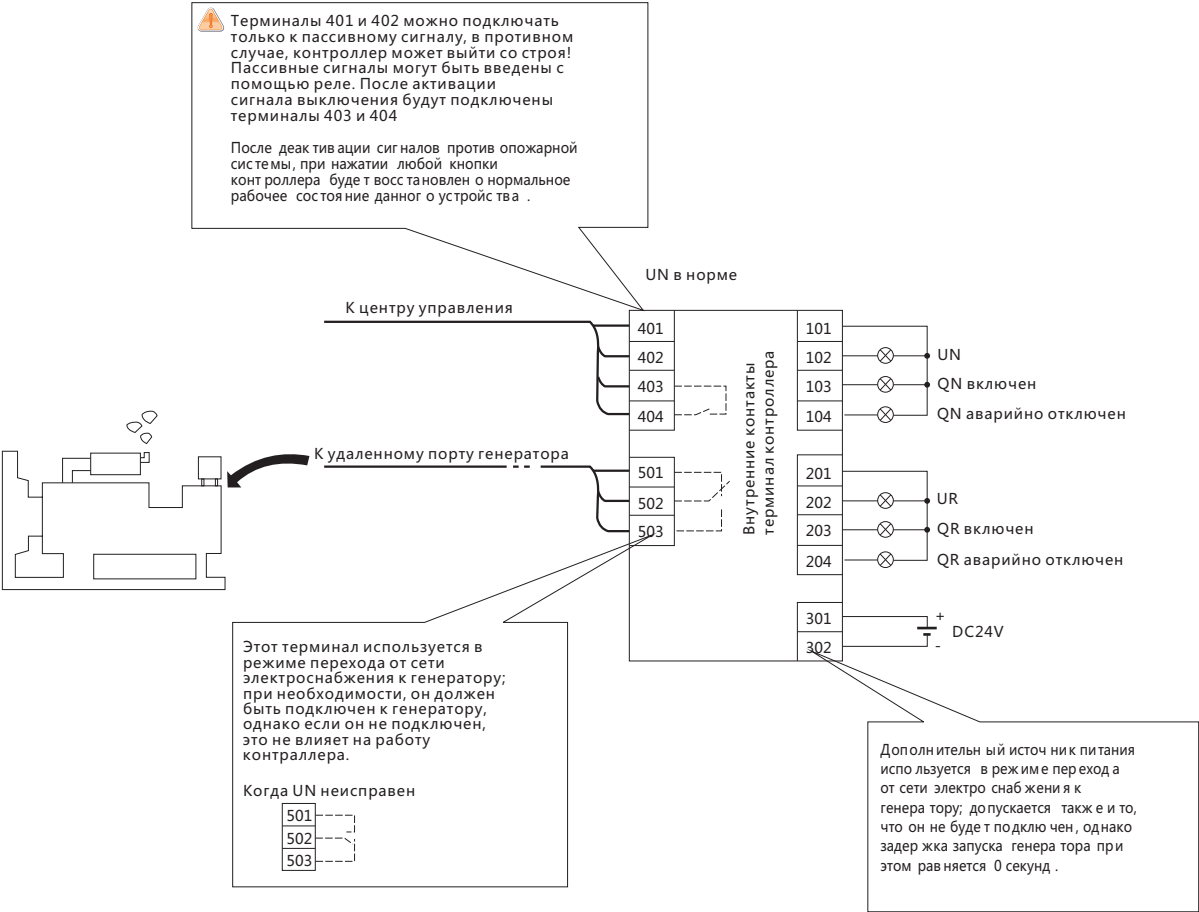 Терминалы 401 и 402 можно подключать
только к пассивному сигналу, в противном
случае, контроллер может выйти со строя!
Пассивные сигналы могут быть введены с
помощью реле. После активации
сигнала выключения будут подключены
терминалы 403 и 404
После деактивации сигналов против опожарной
системы, при нажатии любой кнопки
контроллера будет восстановлен о нормальное
рабочее состояние данного устройства .
UN в норме
К центру управления
401
402
403
404
К удаленному порту генератора
501
502
503
Внутренние контакты
терминал контроллера
101
102
103
104
UN
QN включен
QN аварийно отключен
201
202
203
204
UR
QR включен
QR аварийно отключен
301
302
+
DC24V
-
Этот терминал используется в
режиме перехода от сети
электроснабжения к генератору;
при необходимости, он должен
быть подключен к генератору,
однако если он не подключен,
это не влияет на работу
контраллера.
Когда UN неисправен
501
502
503
Дополнительный источник питания
используется в режиме перехода
от сети электроснабжения к
генератору; допускается также и то,
что он не будет подключен, однако
задержка запуска генератора при
этом равняется 0 секунд .